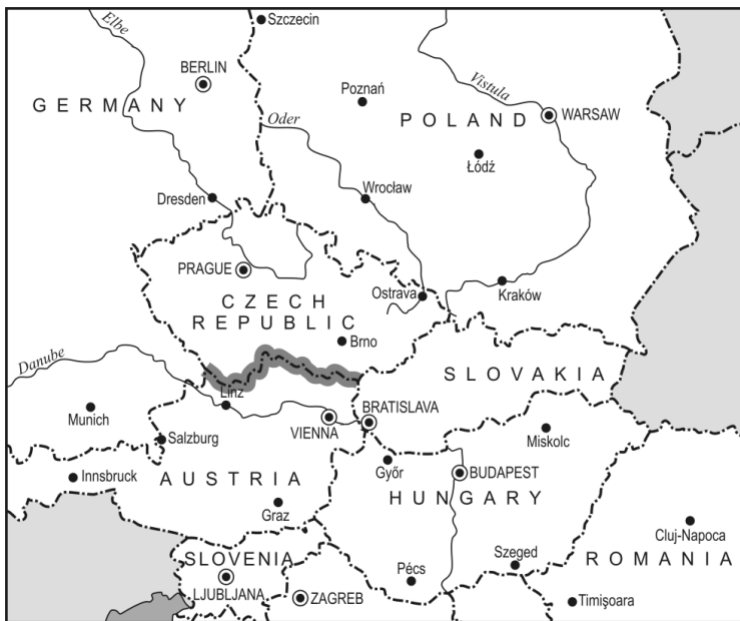 Elbe
Szczecin
BERLIN
GERMANY
Poznań
Vistula
Oder
POLAND
WARSAW
Łódź
Dresden
Wrocław
PRAGUE
CZECH
REPUBLIC
Ostrava
Kraków
Brno
Danube
SLOVAKIA
Linz
Munich
VIENNA
BRATISLAVA
Salzburg
Miskolc
Innsbruck
AUSTRIA
Győr
BUDAPEST
HUNGARY
Graz
Cluj-Napoca
SLOVENIA
Szeged
ROMANIA
Pécs
LJUBLJANA
ZAGREB
Timişoara